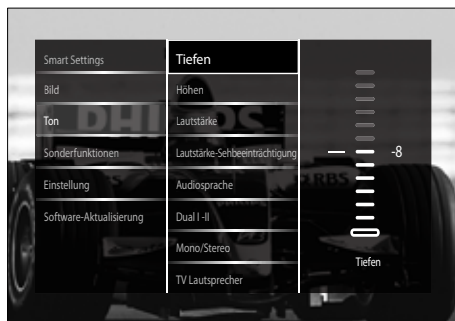 Smart Settings
Bild
Ton
Sonderfunktionen
Einstellung
Software-Aktualisierung
Tiefen
Höhen
Lautstärke
Lautstärke-Sehbeeinträchtigung
Audiosprache
Dual I -II
Mono/Stereo
TV Lautsprecher
-8
Tiefen